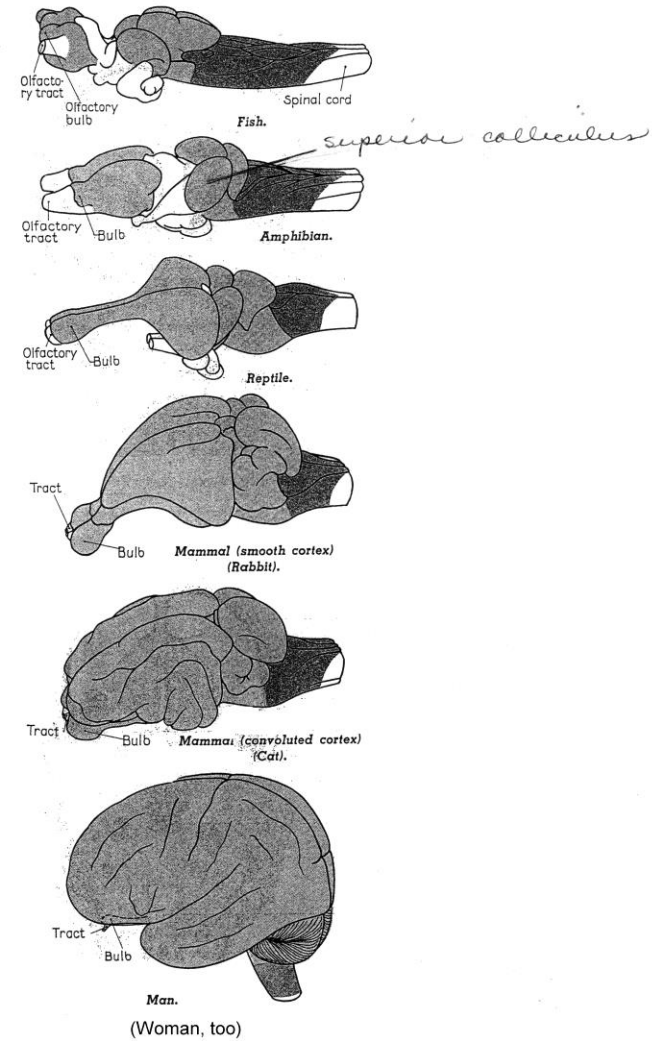 Olfacto-
ry tract
Olfactory
bulb
Spinal cord
Fish.
superior colliculus
Olfactory
tract
Bulb
Amphibian.
Olfactory
tract
Bulb
Reptile.
Tract
Bulb
Mammal (smooth cortex)
(Rabbit).
Tract
Bulb
Mammal (convoluted cortex)
(Cat).
Tract
Bulb
Man.
(Woman, too)